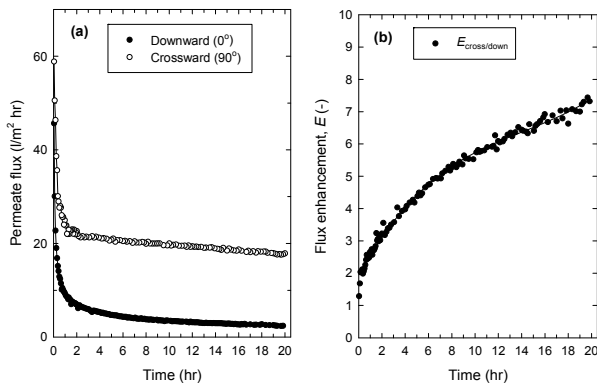 (a)
Downward (0°)
Crossward (90°)
Permeate flux (l/m² hr)
60
40
20
0
0 2 4 6 8 10 12 14 16 18 20
Time (hr)
(b)
E cross/down
Flux enhancement, E (-)
10
9
8
7
6
5
4
3
2
1
0
0 2 4 6 8 10 12 14 16 18 20
Time (hr)